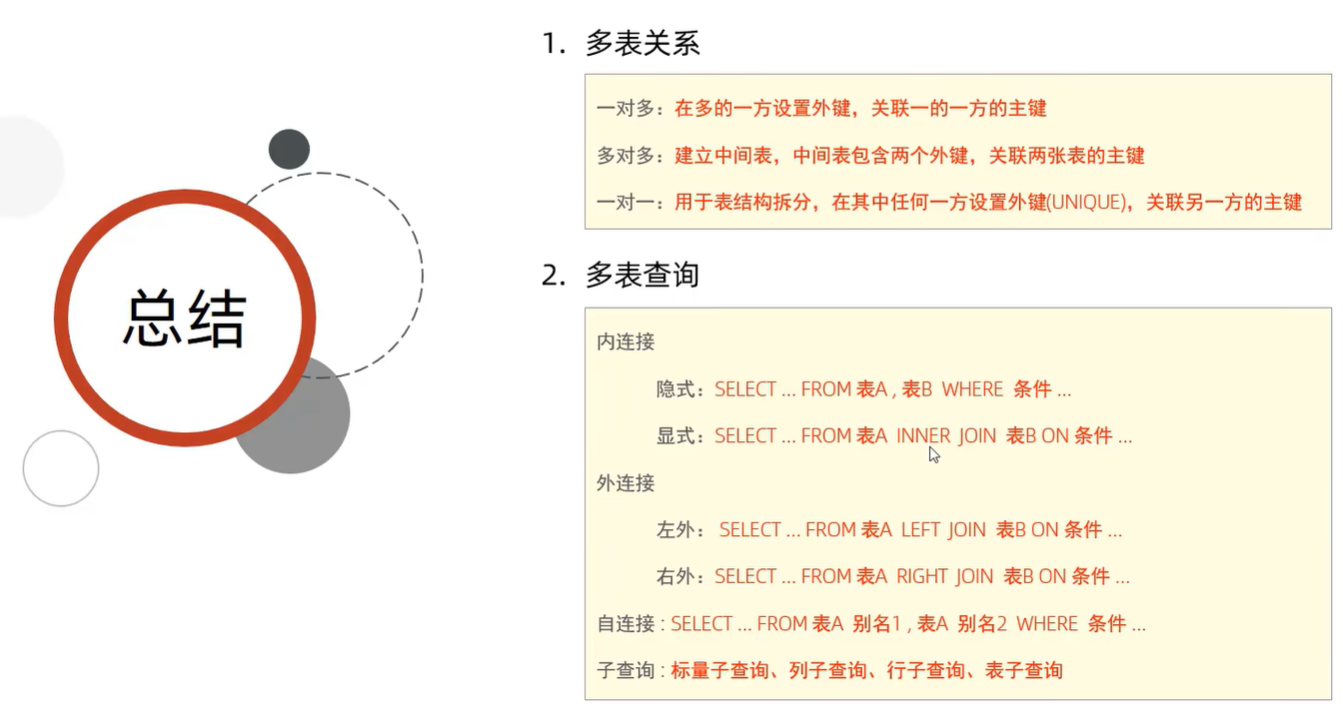 总结
1. 多表关系
一对多：在多的一方设置外键，关联一的一方的主键
多对多：建立中间表，中间表包含两个外键，关联两张表的主键
一对一：用于表结构拆分，在其中任何一方设置外键(UNIQUE)，关联另一方的主键
2. 多表查询
内连接
隐式：SELECT ... FROM 表A , 表B WHERE 条件 ...
显式：SELECT ... FROM 表A INNER JOIN 表B ON 条件 ...
外连接
左外： SELECT ... FROM 表A LEFT JOIN 表B ON 条件 ...
右外：SELECT ... FROM 表A RIGHT JOIN 表B ON 条件 ...
自连接 : SELECT ... FROM 表A 别名1 , 表A 别名2 WHERE 条件 ...
子查询 : 标量子查询、列子查询、行子查询、表子查询